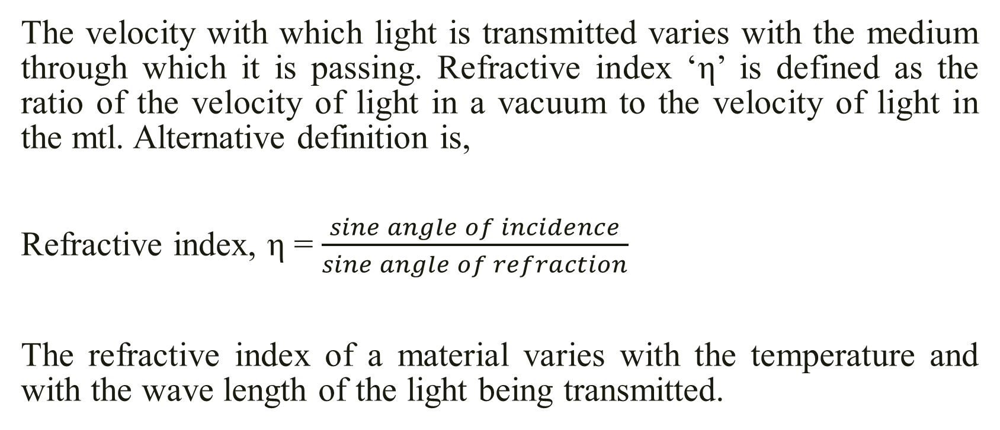 The velocity with which light is transmitted varies with the medium
through which it is passing. Refractive index ‘η’ is defined as the
ratio of the velocity of light in a vacuum to the velocity of light in
the mtl. Alternative definition is,
Refractive index, η = sine angle of incidence / sine angle of refraction
The refractive index of a material varies with the temperature and
with the wave length of the light being transmitted.